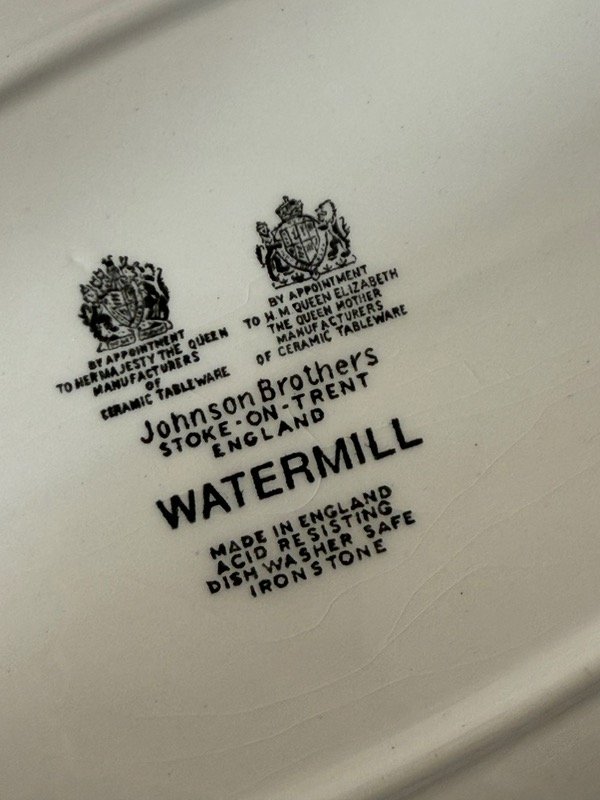 BY APPOINTMENT
TO HER MAJESTY THE QUEEN
MANUFACTURERS
OF
CERAMIC TABLEWARE
BY APPOINTMENT
TO H.M QUEEN ELIZABETH
THE QUEEN MOTHER
MANUFACTURERS
OF CERAMIC TABLEWARE
Johnson Brothers
STOKE-ON-TRENT
ENGLAND
WATERMILL
MADE IN ENGLAND
ACID RESISTING
DISH WASHER SAFE
IRONSTONE